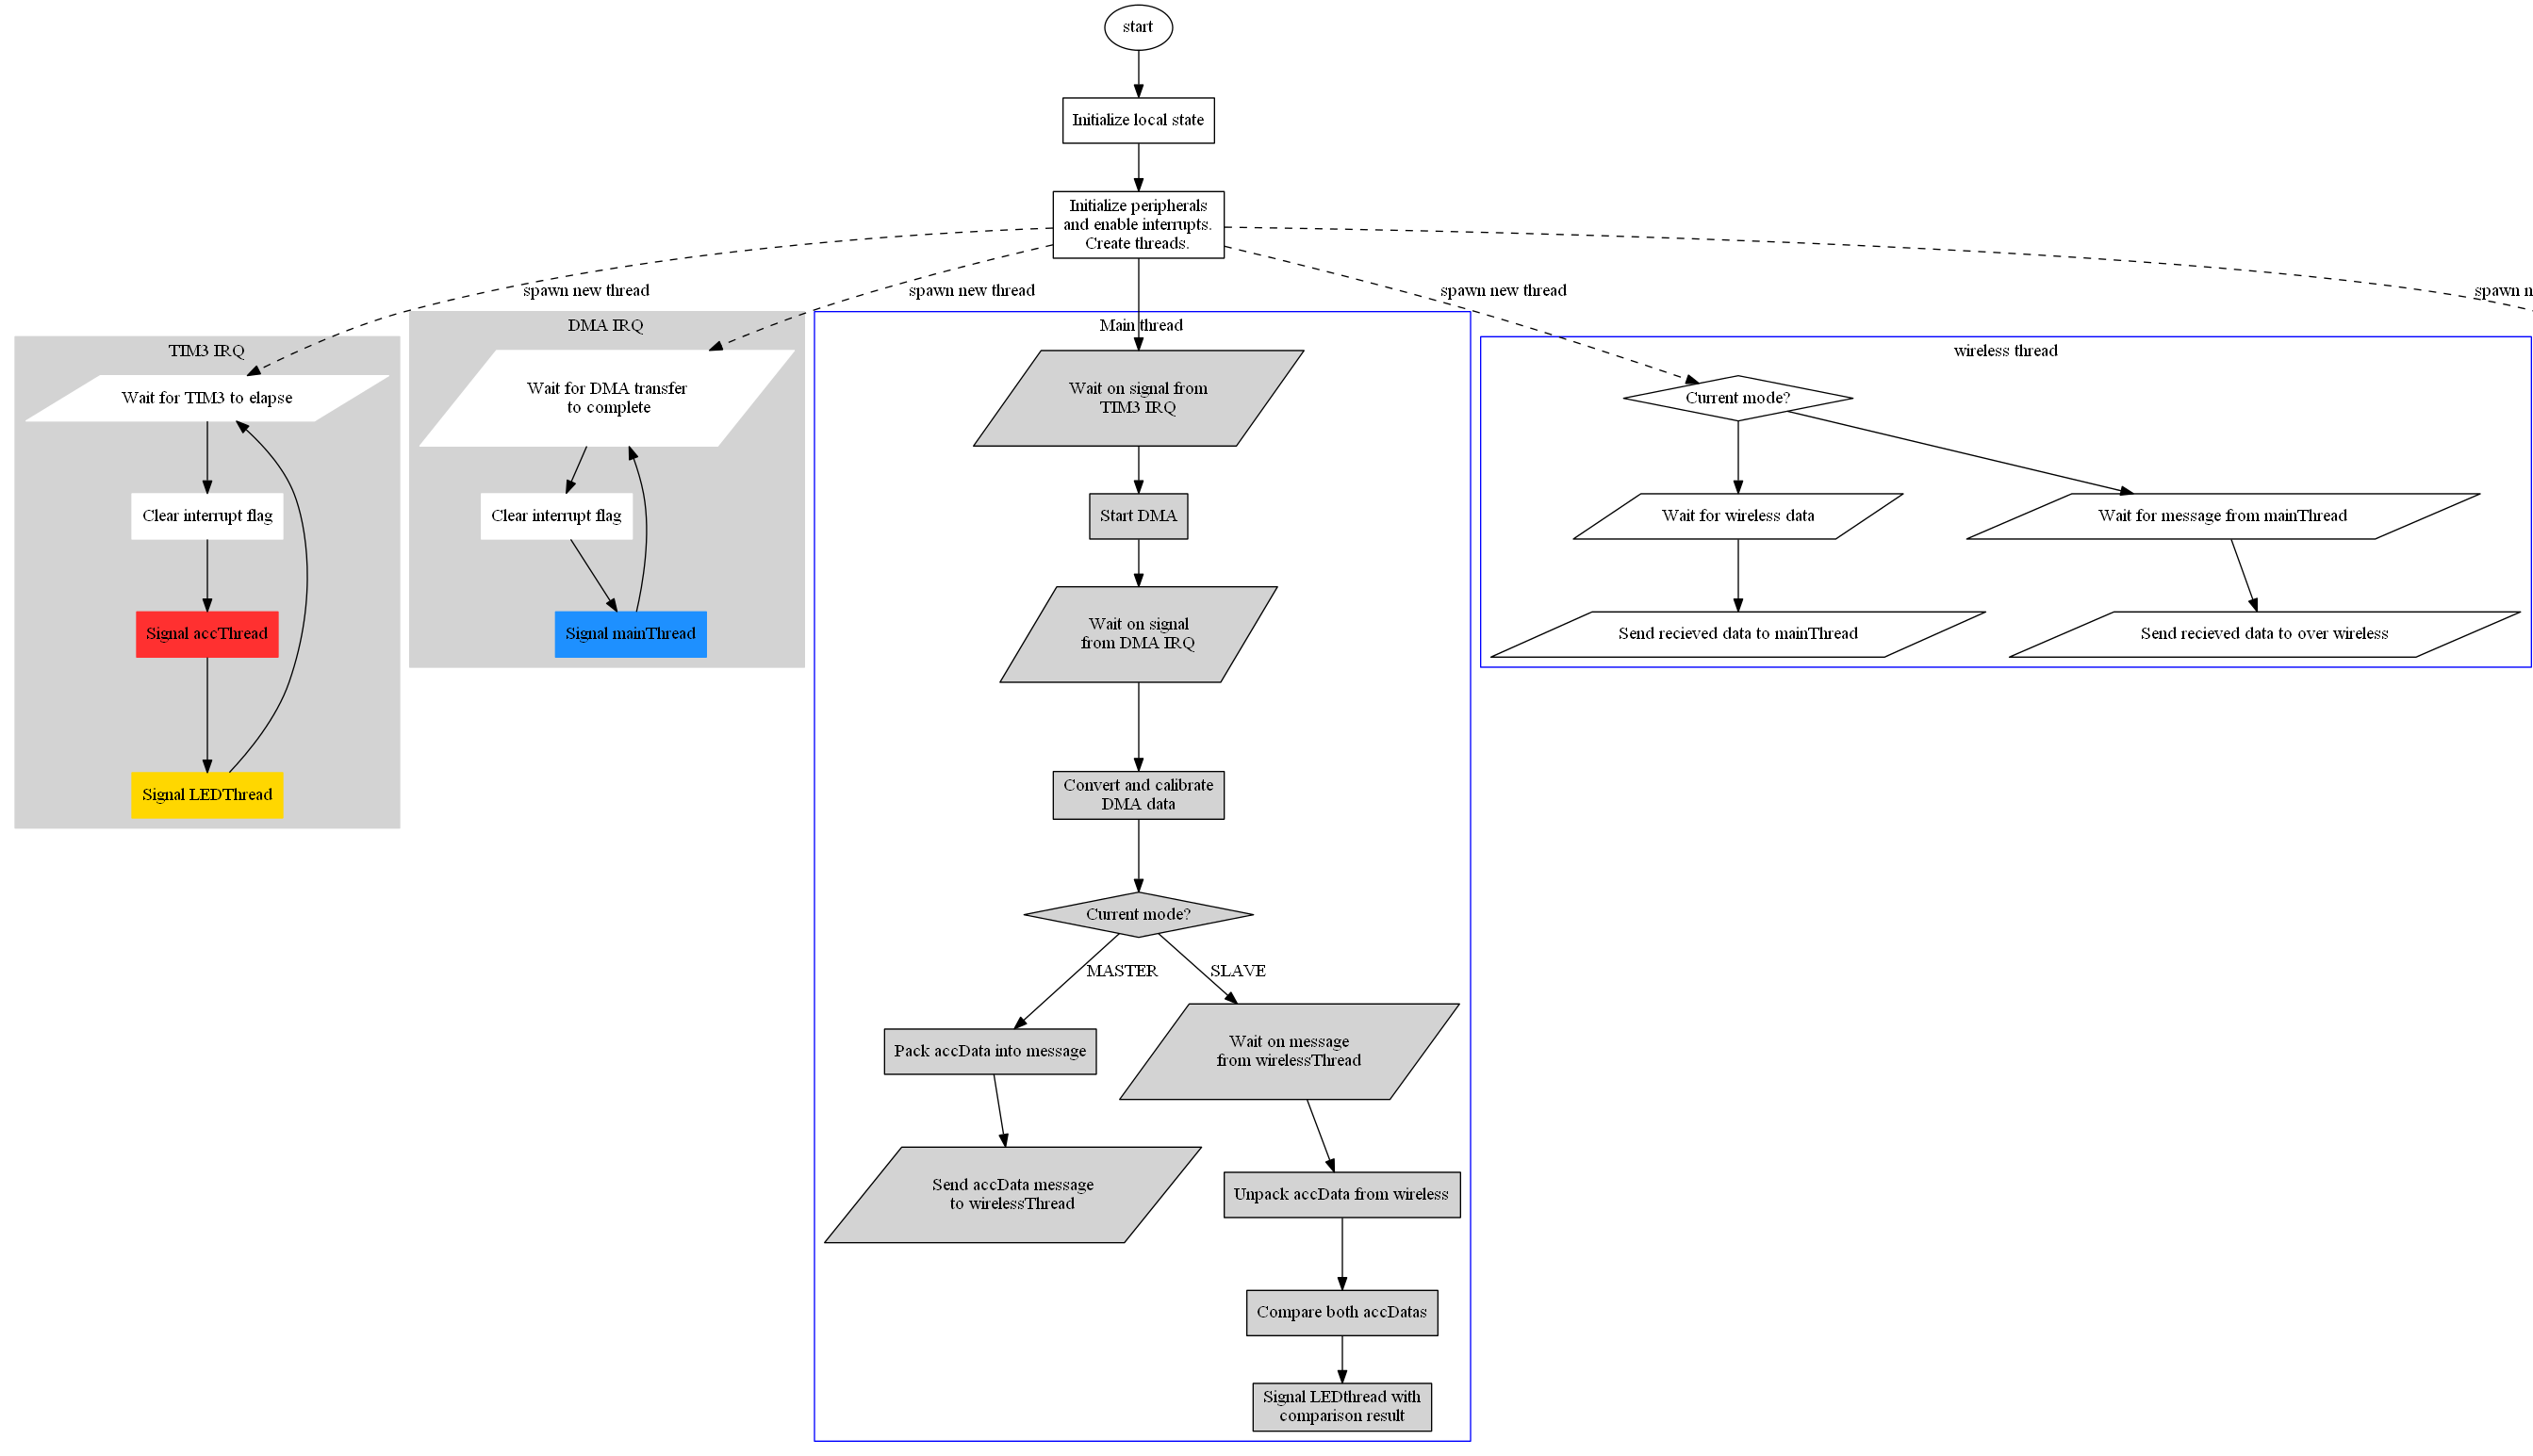 start
Initialize local state
Initialize peripherals
and enable interrupts.
Create threads.
spawn new thread
spawn new thread
spawn new thread
spawn
TIM3 IRQ
Wait for TIM3 to elapse
Clear interrupt flag
Signal accThread
Signal LEDThread
DMA IRQ
Wait for DMA transfer
to complete
Clear interrupt flag
Signal mainThread
Main thread
Wait on signal from
TIM3 IRQ
Start DMA
Wait on signal
from DMA IRQ
Convert and calibrate
DMA data
Current mode?
MASTER
SLAVE
Pack accData into message
Send accData message
to wirelessThread
Wait on message
from wirelessThread
Unpack accData from wireless
Compare both accDatas
Signal LEDthread with
comparison result
wireless thread
Current mode?
Wait for wireless data
Send recieved data to mainThread
Wait for message from mainThread
Send recieved data to over wireless